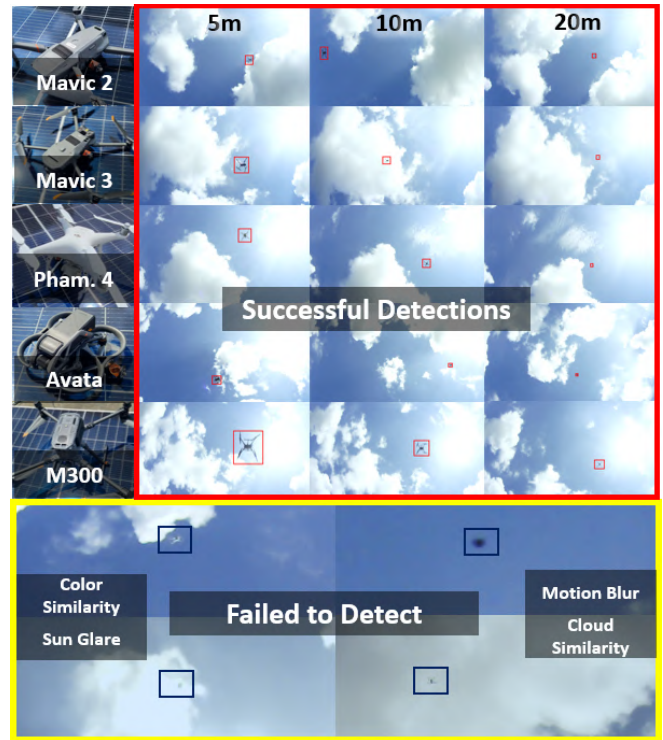 5m
10m
20m
Mavic 2
Mavic 3
Pham. 4
Successful Detections
Avata
M300
Color
Similarity
Motion Blur
Failed to Detect
Sun Glare
Cloud
Similarity